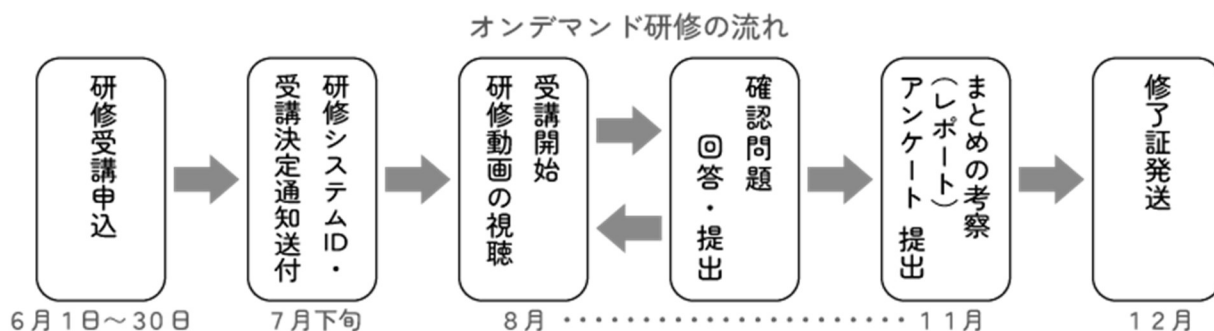 オンデマンド研修の流れ
研修受講申込
研修システムID・
受講決定通知送付
受講開始
研修動画の視聴
確認問題
回答・提出
まとめの考察
(レポート)
アンケート 提出
修了証発送
6月1日～30日
7月下旬
8月・・・・・・・・・・・・・・・・・・・11月
12月